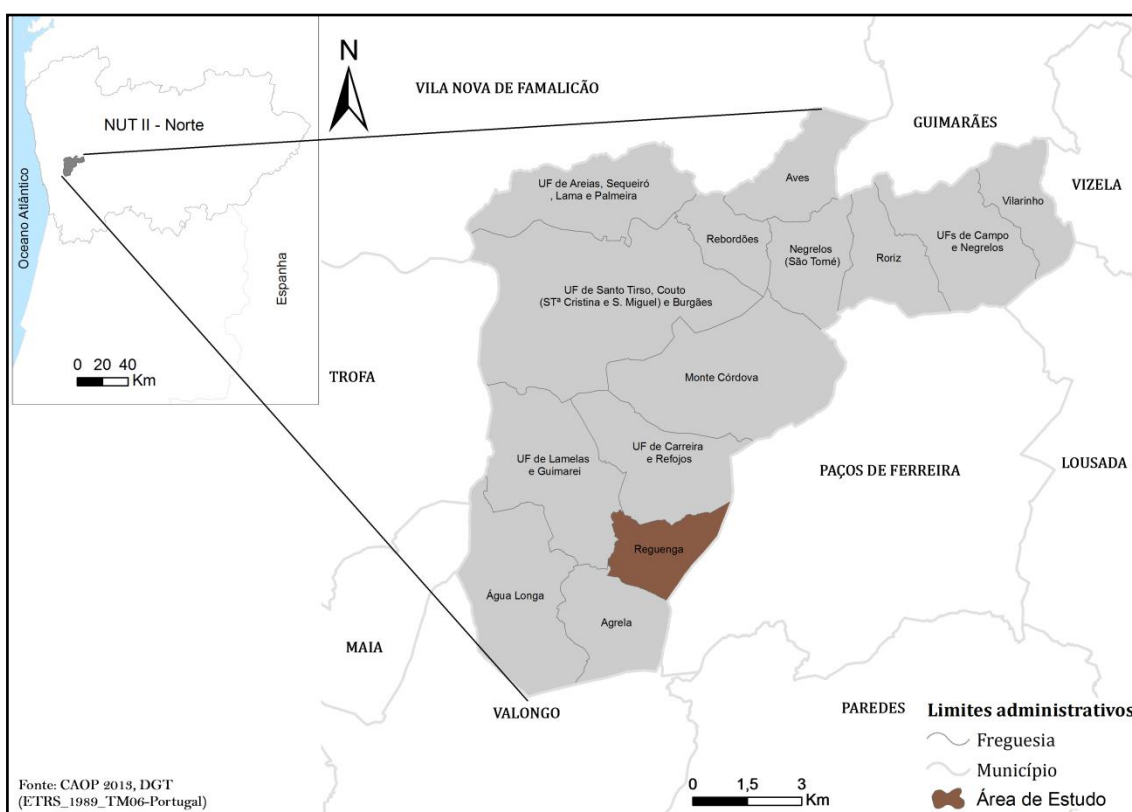 NUT II - Norte
Oceano Atlântico
Espanha
0 20 40
Km
N
VILA NOVA DE FAMALICÃO
GUIMARÃES
VIZELA
TROFA
PAÇOS DE FERREIRA
LOUSADA
MAIA
VALONGO
PAREDES
UF de Areias, Sequeiró
, Lama e Palmeira
Aves
Vilarinho
Rebordões
Negrelos
(São Tomé)
Roriz
UFs de Campo
e Negrelos
UF de Santo Tirso, Couto
(STª Cristina e S. Miguel) e Burgães
Monte Córdova
UF de Lamelas
e Guimarei
UF de Carreira
e Refojos
Reguenga
Água Longa
Agrela
Limites administrativos
Freguesia
Município
Área de Estudo
0 1,5 3
Km
Fonte: CAOP 2013, DGT
(ETRS_1989_TM06-Portugal)